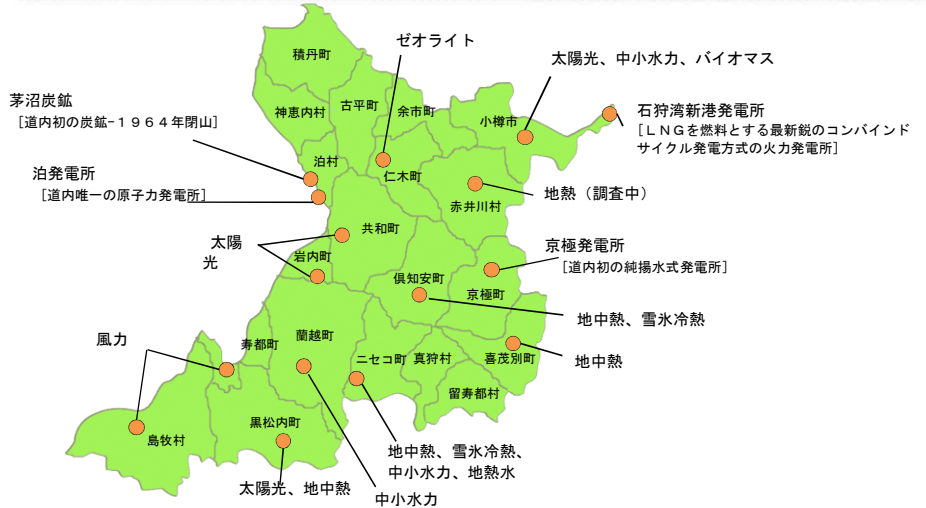 ゼオライト
太陽光、中小水力、バイオマス
積丹町
茅沼炭鉱
［道内初の炭鉱－１９６４年閉山］
神恵内村
古平町
余市町
小樽市
石狩湾新港発電所
［ＬＮＧを燃料とする最新鋭のコンバインド
サイクル発電方式の火力発電所］
泊村
仁木町
泊発電所
［道内唯一の原子力発電所］
赤井川村
地熱（調査中）
共和町
太陽
光
岩内町
京極発電所
［道内初の純揚水式発電所］
倶知安町
京極町
地中熱、雪氷冷熱
風力
寿都町
蘭越町
ニセコ町
真狩村
喜茂別町
地中熱
留寿都村
島牧村
黒松内町
地中熱、雪氷冷熱、
中小水力、地熱水
太陽光、地中熱
中小水力